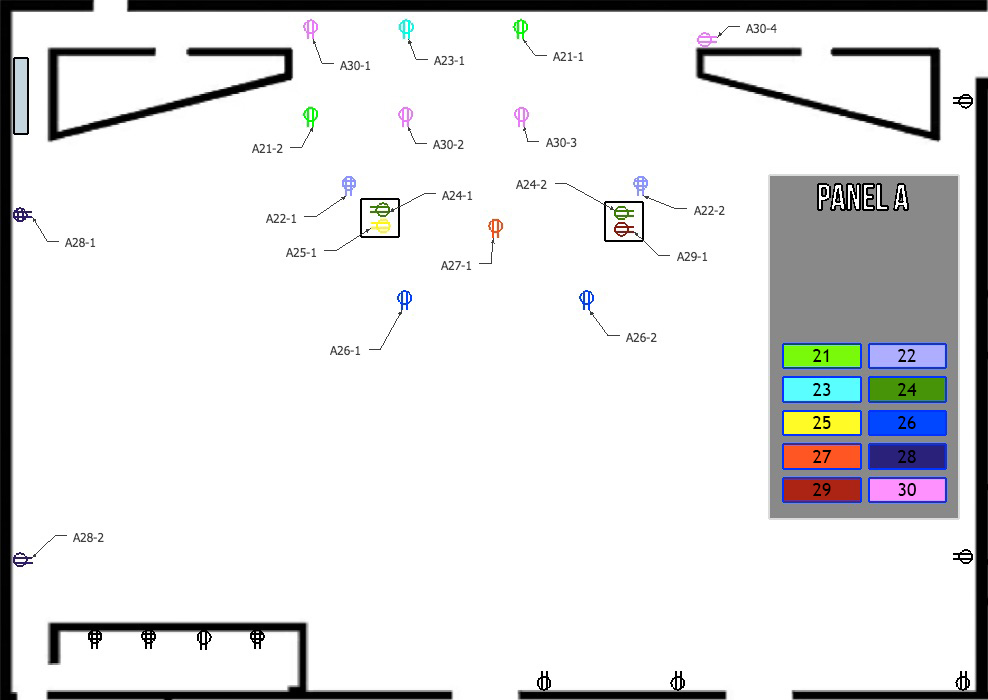 A30-4
A30-1
A23-1
A21-1
A21-2
A30-2
A30-3
A24-2
A24-1
A22-1
A22-2
A28-1
A25-1
A27-1
A29-1
A26-1
A26-2
A28-2
PANEL A
21 22
23 24
25 26
27 28
29 30